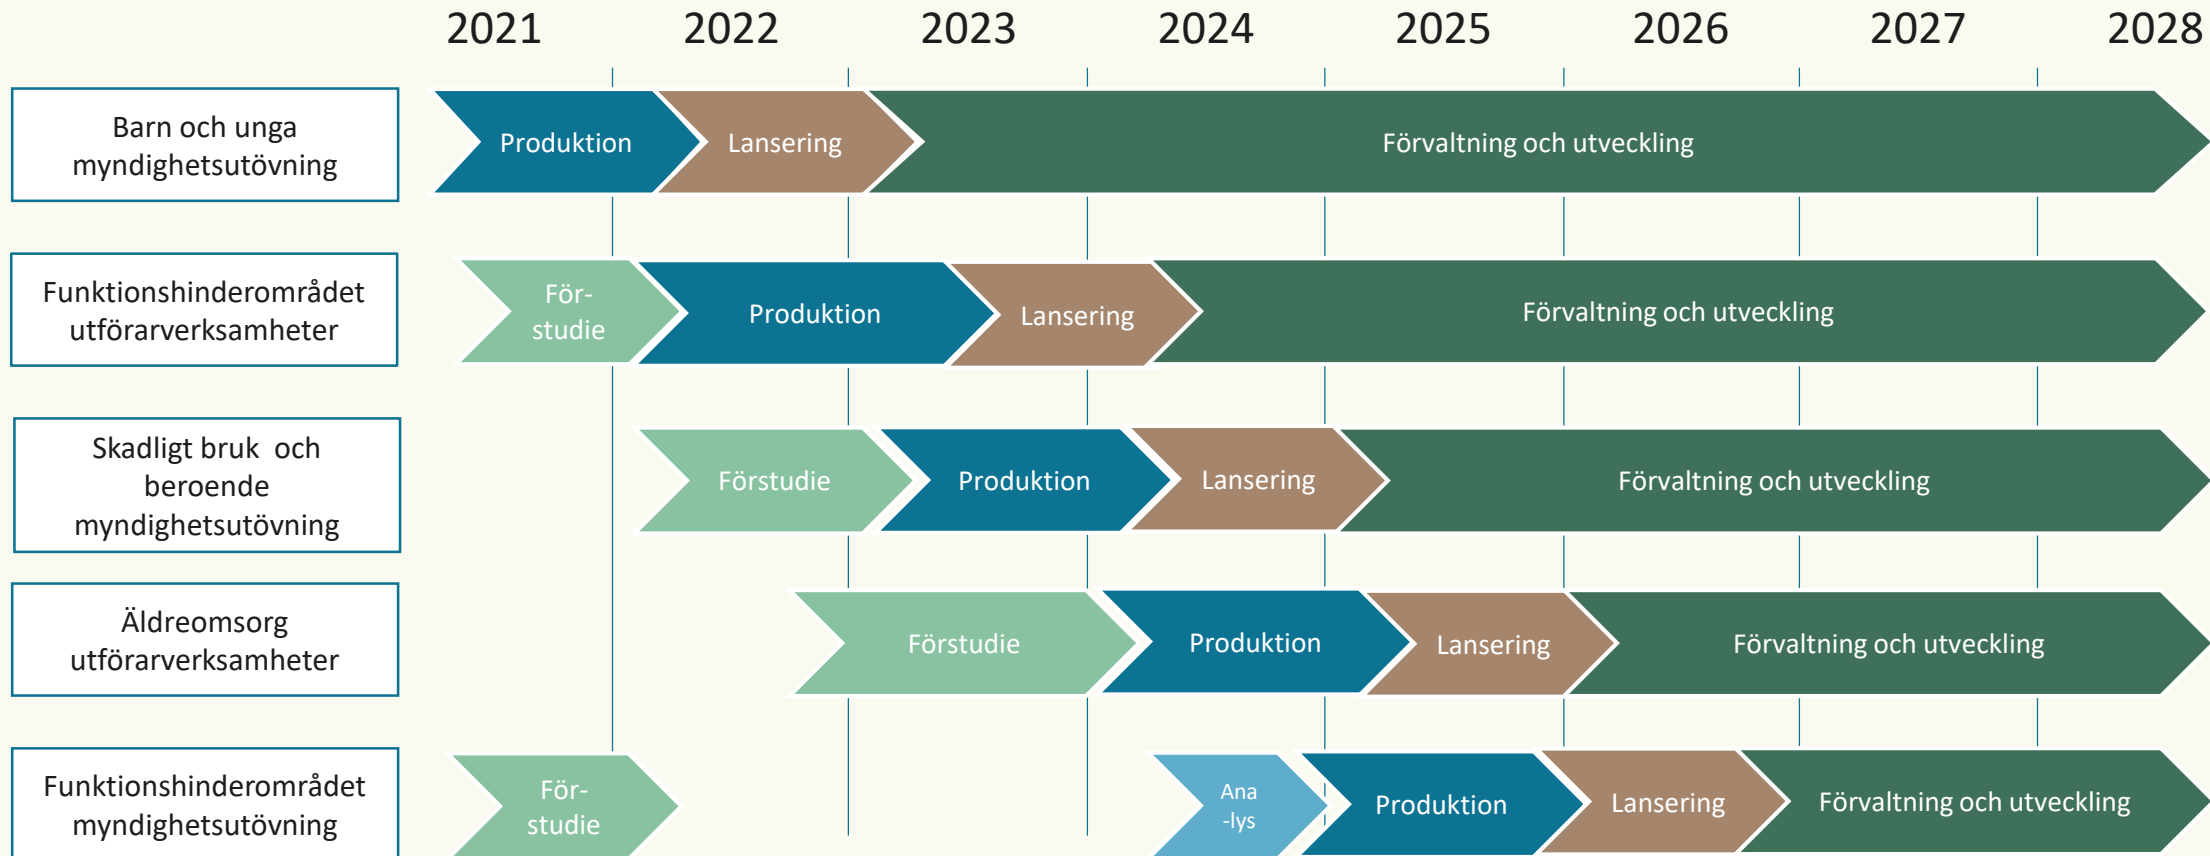 2021 2022 2023 2024 2025 2026 2027 2028
Barn och unga
myndighetsutövning
Produktion
Lansering
Förvaltning och utveckling
Funktionshinderområdet
utförarverksamheter
För-
studie
Produktion
Lansering
Förvaltning och utveckling
Skadligt bruk och
beroende
myndighetsutövning
Förstudie
Produktion
Lansering
Förvaltning och utveckling
Äldreomsorg
utförarverksamheter
Förstudie
Produktion
Lansering
Förvaltning och utveckling
Funktionshinderområdet
myndighetsutövning
För-
studie
Ana
-lys
Produktion
Lansering
Förvaltning och utveckling